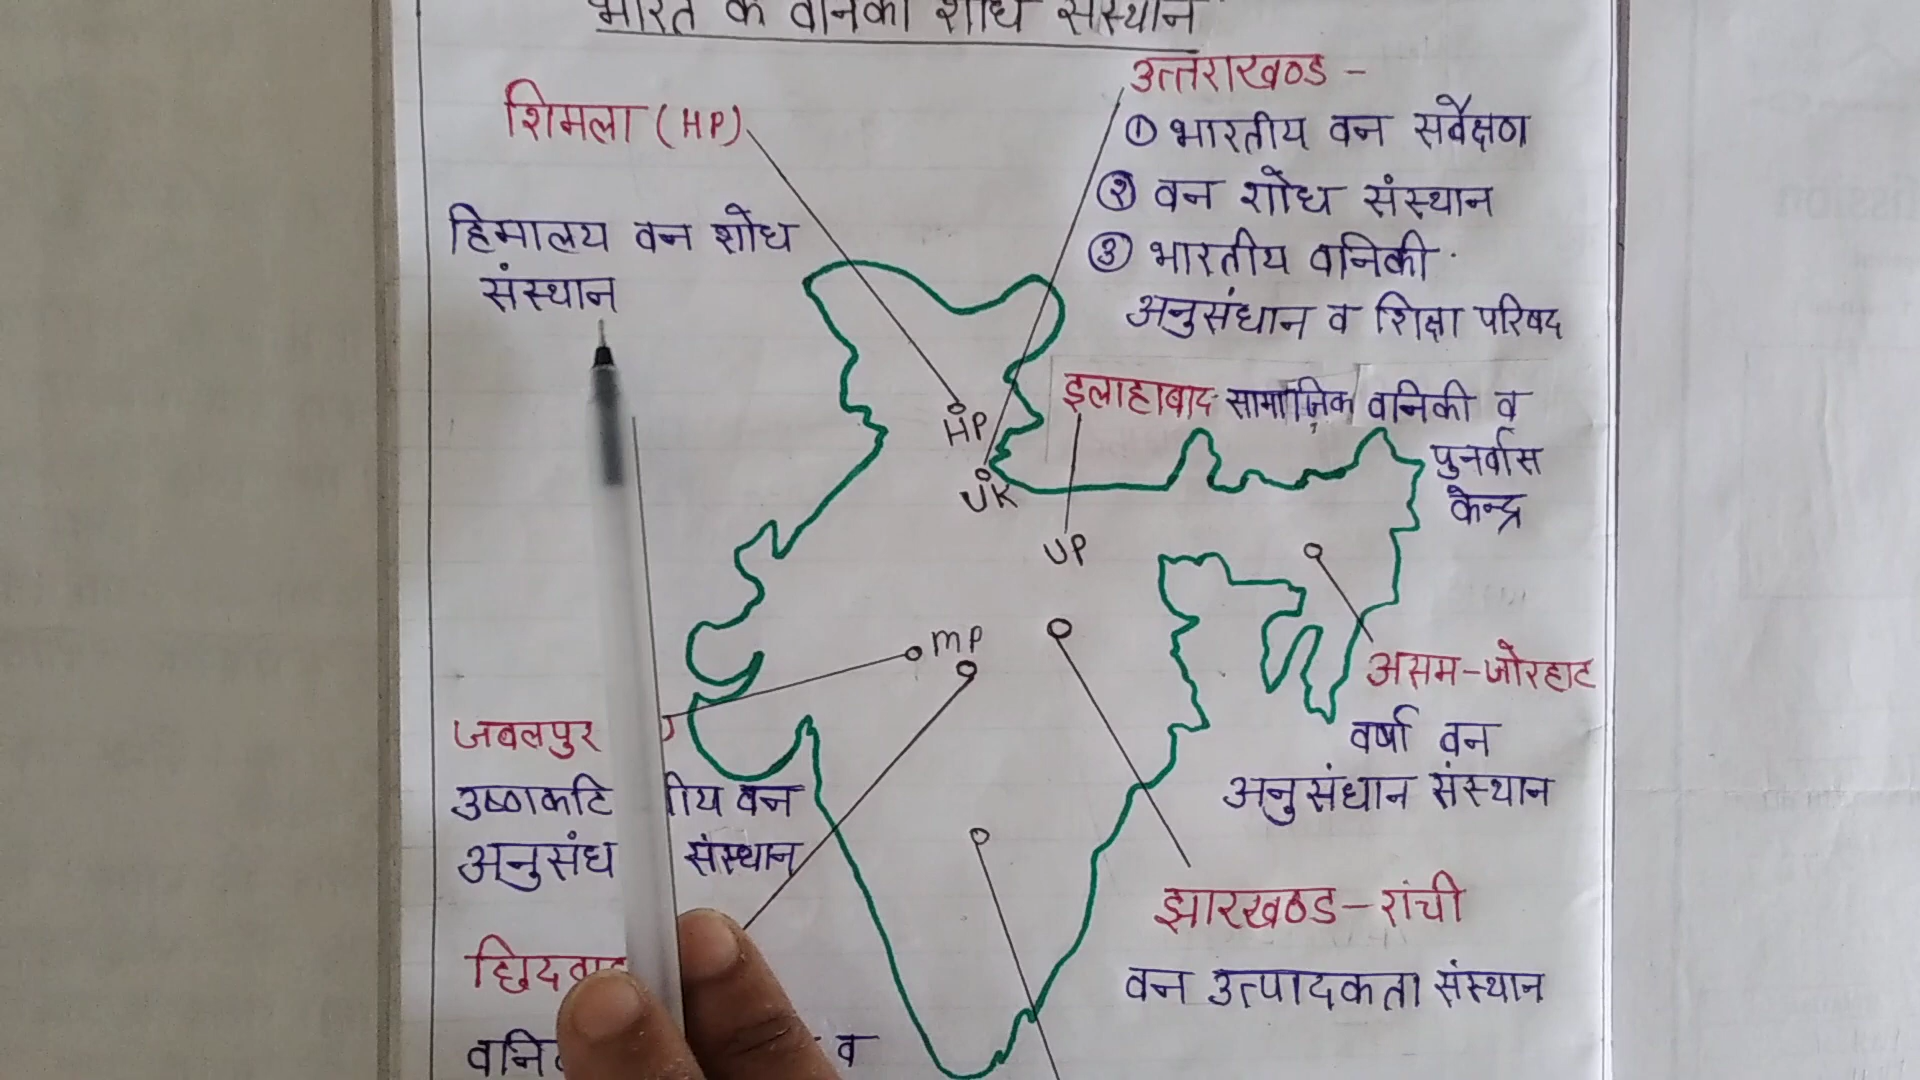 भारत के वानिकी शोध संस्थान
शिमला (HP)
हिमालय वन शोध
संस्थान
उत्तराखण्ड -
① भारतीय वन सर्वेक्षण
② वन शोध संस्थान
③ भारतीय वानिकी
अनुसंधान व शिक्षा परिषद
इलाहाबाद सामाजिक वनिकी व
पुनर्वास
केन्द्र
HP
UK
UP
MP
असम-जोरहाट
वर्षा वन
अनुसंधान संस्थान
जबलपुर
वन
संस्थान
झारखण्ड-रांची
वन उत्पादकता संस्थान
व